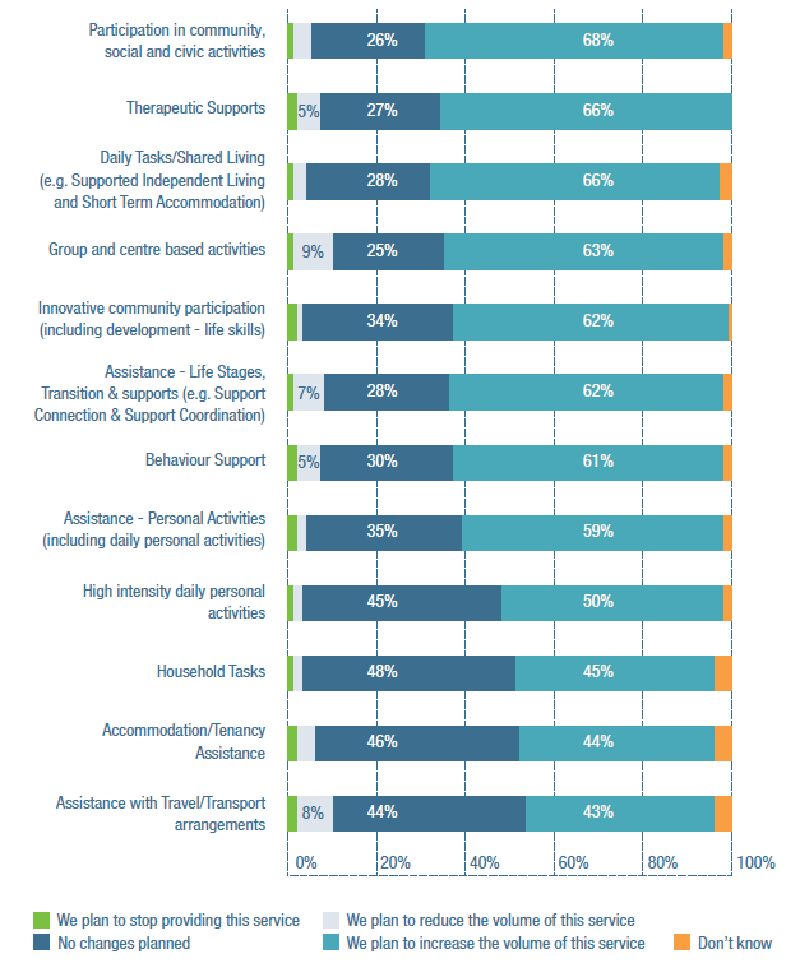 Participation in community,
social and civic activities
26% 68%
Therapeutic Supports
5% 27% 66%
Daily Tasks/Shared Living
(e.g. Supported Independent Living
and Short Term Accommodation)
28% 66%
Group and centre based activities
9% 25% 63%
Innovative community participation
(including development - life skills)
34% 62%
Assistance - Life Stages,
Transition & supports (e.g. Support
Connection & Support Coordination)
7% 28% 62%
Behaviour Support
5% 30% 61%
Assistance - Personal Activities
(including daily personal activities)
35% 59%
High intensity daily personal
activities
45% 50%
Household Tasks
48% 45%
Accommodation/Tenancy
Assistance
46% 44%
Assistance with Travel/Transport
arrangements
8% 44% 43%
0% 20% 40% 60% 80% 100%
We plan to stop providing this service We plan to reduce the volume of this service
No changes planned We plan to increase the volume of this service Don't know